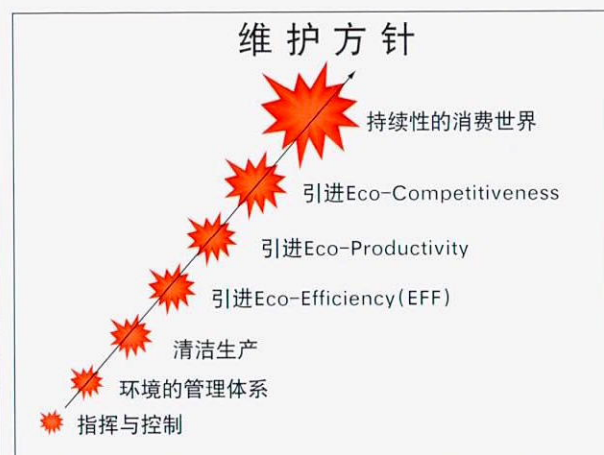 维护方针
持续性的消费世界
引进Eco-Competitiveness
引进Eco-Productivity
引进Eco-Efficiency(EFF)
清洁生产
环境的管理体系
指挥与控制